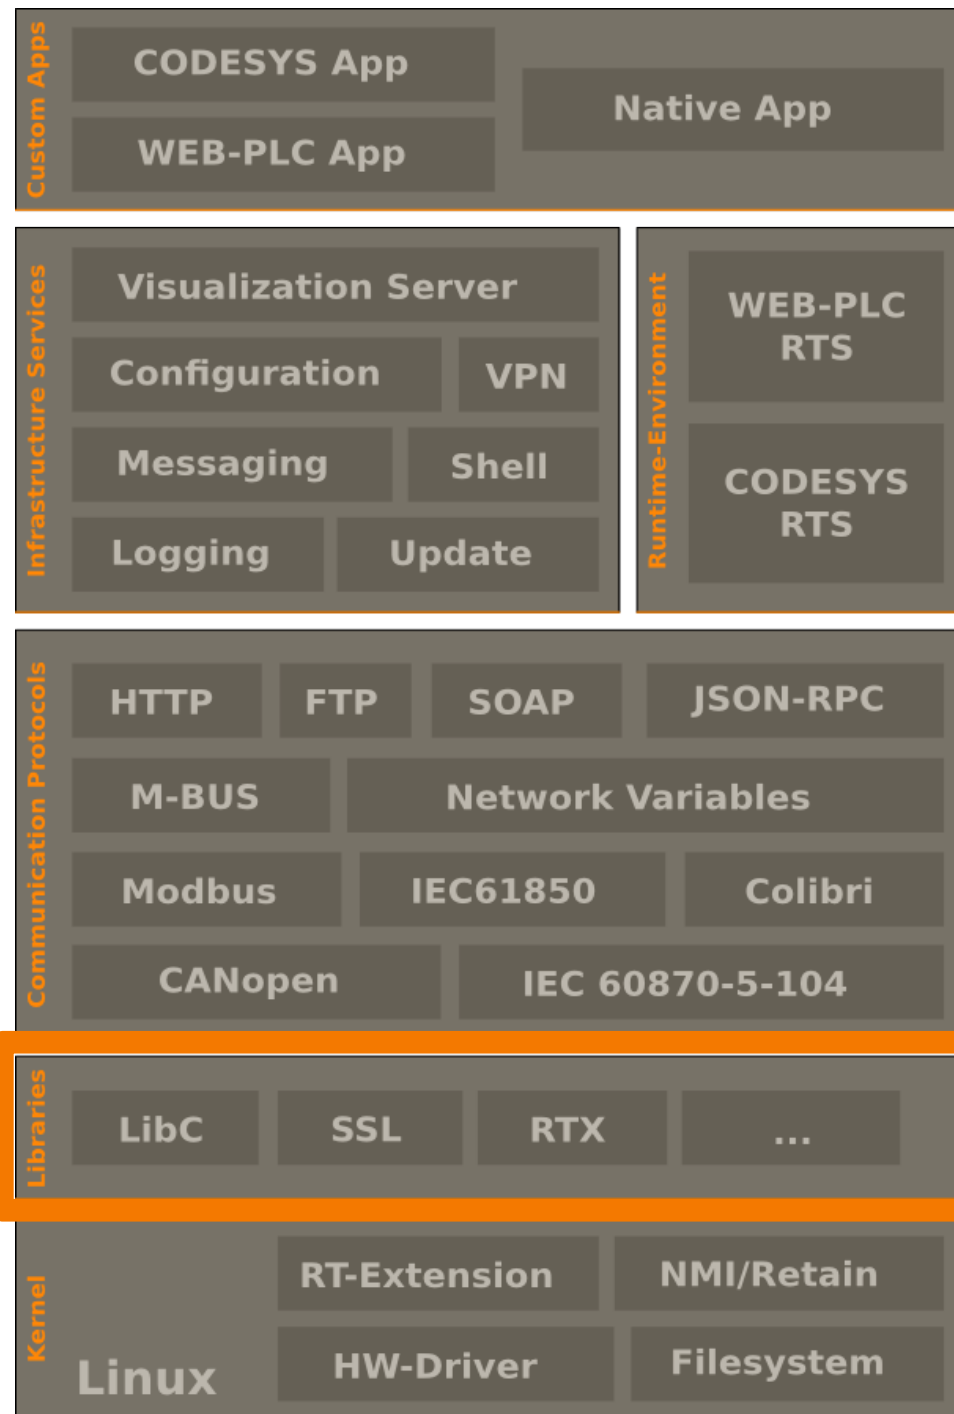 Custom Apps
CODESYS App
Native App
WEB-PLC App
Infrastructure Services
Visualization Server
Configuration
VPN
Messaging
Shell
Logging
Update
Runtime-Environment
WEB-PLC
RTS
CODESYS
RTS
Communication Protocols
HTTP
FTP
SOAP
JSON-RPC
M-BUS
Network Variables
Modbus
IEC61850
Colibri
CANopen
IEC 60870-5-104
Libraries
LibC
SSL
RTX
...
Kernel
RT-Extension
NMI/Retain
Linux
HW-Driver
Filesystem